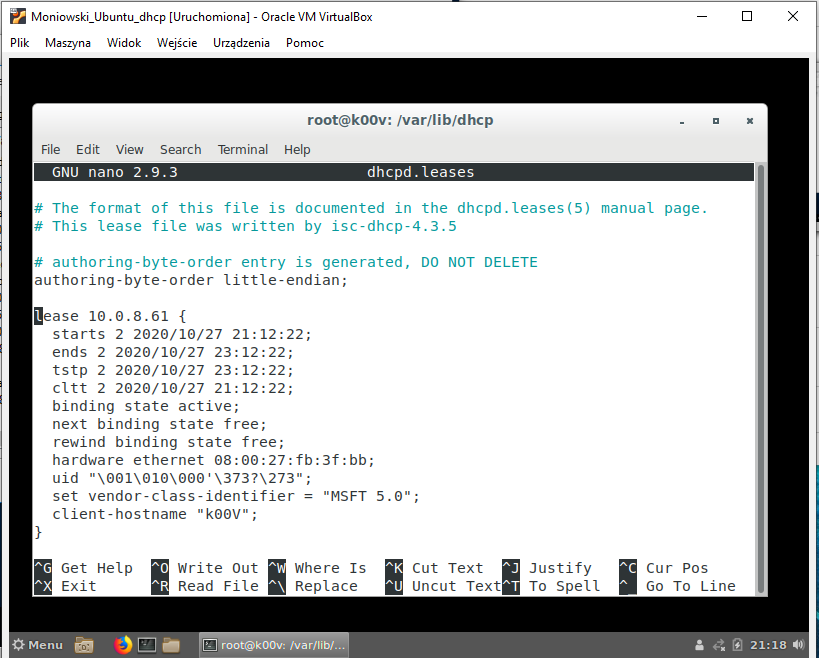 Moniowski_Ubuntu_dhcp [Uruchomiona] - Oracle VM VirtualBox
Plik Maszyna Widok Wejście Urządzenia Pomoc
root@k00v: /var/lib/dhcp
File Edit View Search Terminal Help
GNU nano 2.9.3 dhcpd.leases
# The format of this file is documented in the dhcpd.leases(5) manual page.
# This lease file was written by isc-dhcp-4.3.5
# authoring-byte-order entry is generated, DO NOT DELETE
authoring-byte-order little-endian;
lease 10.0.8.61 {
starts 2 2020/10/27 21:12:22;
ends 2 2020/10/27 23:12:22;
tstp 2 2020/10/27 23:12:22;
cltt 2 2020/10/27 21:12:22;
binding state active;
next binding state free;
rewind binding state free;
hardware ethernet 08:00:27:fb:3f:bb;
uid "\001\010\000'\373?\273";
set vendor-class-identifier = "MSFT 5.0";
client-hostname "k00V";
}
^G Get Help ^O Write Out ^W Where Is ^K Cut Text ^J Justify ^C Cur Pos
^X Exit ^R Read File ^\ Replace ^U Uncut Text ^T To Spell ^_ Go To Line
Menu root@k00v: /var/lib/... 21:18